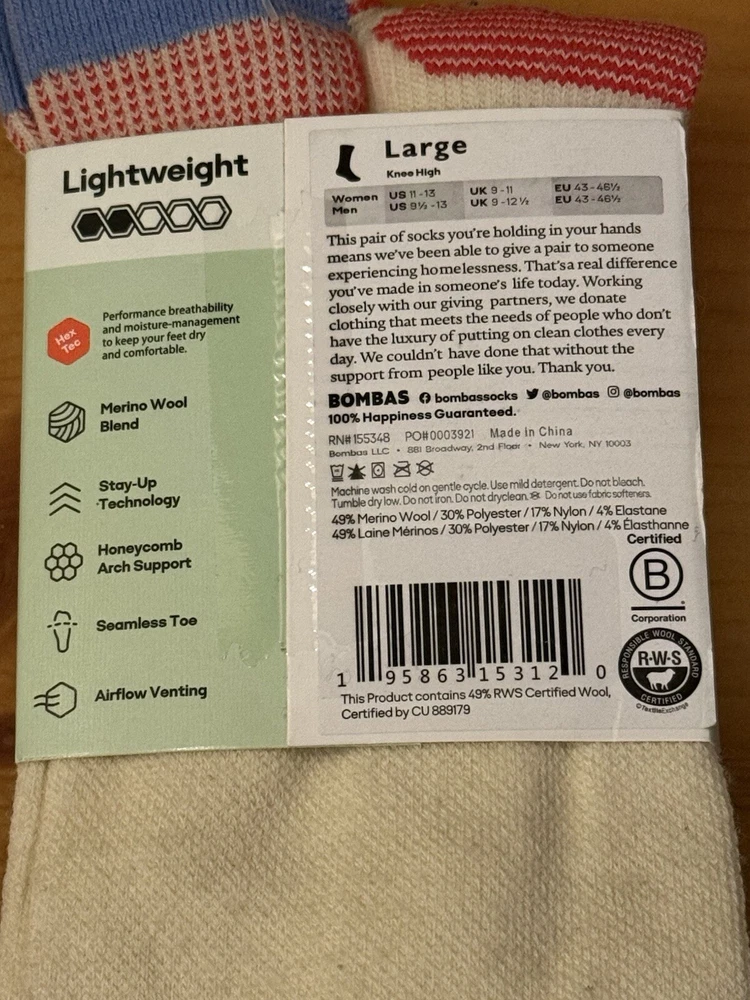 Lightweight
Hex
Tec
Performance breathability
and moisture-management
to keep your feet dry
and comfortable.
Merino Wool
Blend
Stay-Up
Technology
Honeycomb
Arch Support
Seamless Toe
Airflow Venting
Large
Knee High
Women US 11-13 UK 9-11 EU 43-46½
Men US 9½-13 UK 9-12½ EU 43-46½
This pair of socks you're holding in your hands
means we've been able to give a pair to someone
experiencing homelessness. That's a real difference
you've made in someone's life today. Working
closely with our giving partners, we donate
clothing that meets the needs of people who don't
have the luxury of putting on clean clothes every
day. We couldn't have done that without the
support from people like you. Thank you.
BOMBAS bombassocks @bombas @bombas
100% Happiness Guaranteed.
RN#155348 PO#0003921 Made in China
Bombas LLC • 881 Broadway, 2nd Floor • New York, NY 10003
Machine wash cold on gentle cycle. Use mild detergent. Do not bleach.
Tumble dry low. Do not iron. Do not dryclean. Do not use fabric softeners.
49% Merino Wool / 30% Polyester / 17% Nylon / 4% Elastane
49% Laine Mérinos / 30% Polyester / 17% Nylon / 4% Élasthanne
Certified
B
Corporation
RESPONSIBLE WOOL STANDARD
R·W·S
CERTIFIED
©TextileExchange
1 95863 15312 0
This Product contains 49% RWS Certified Wool,
Certified by CU 889179